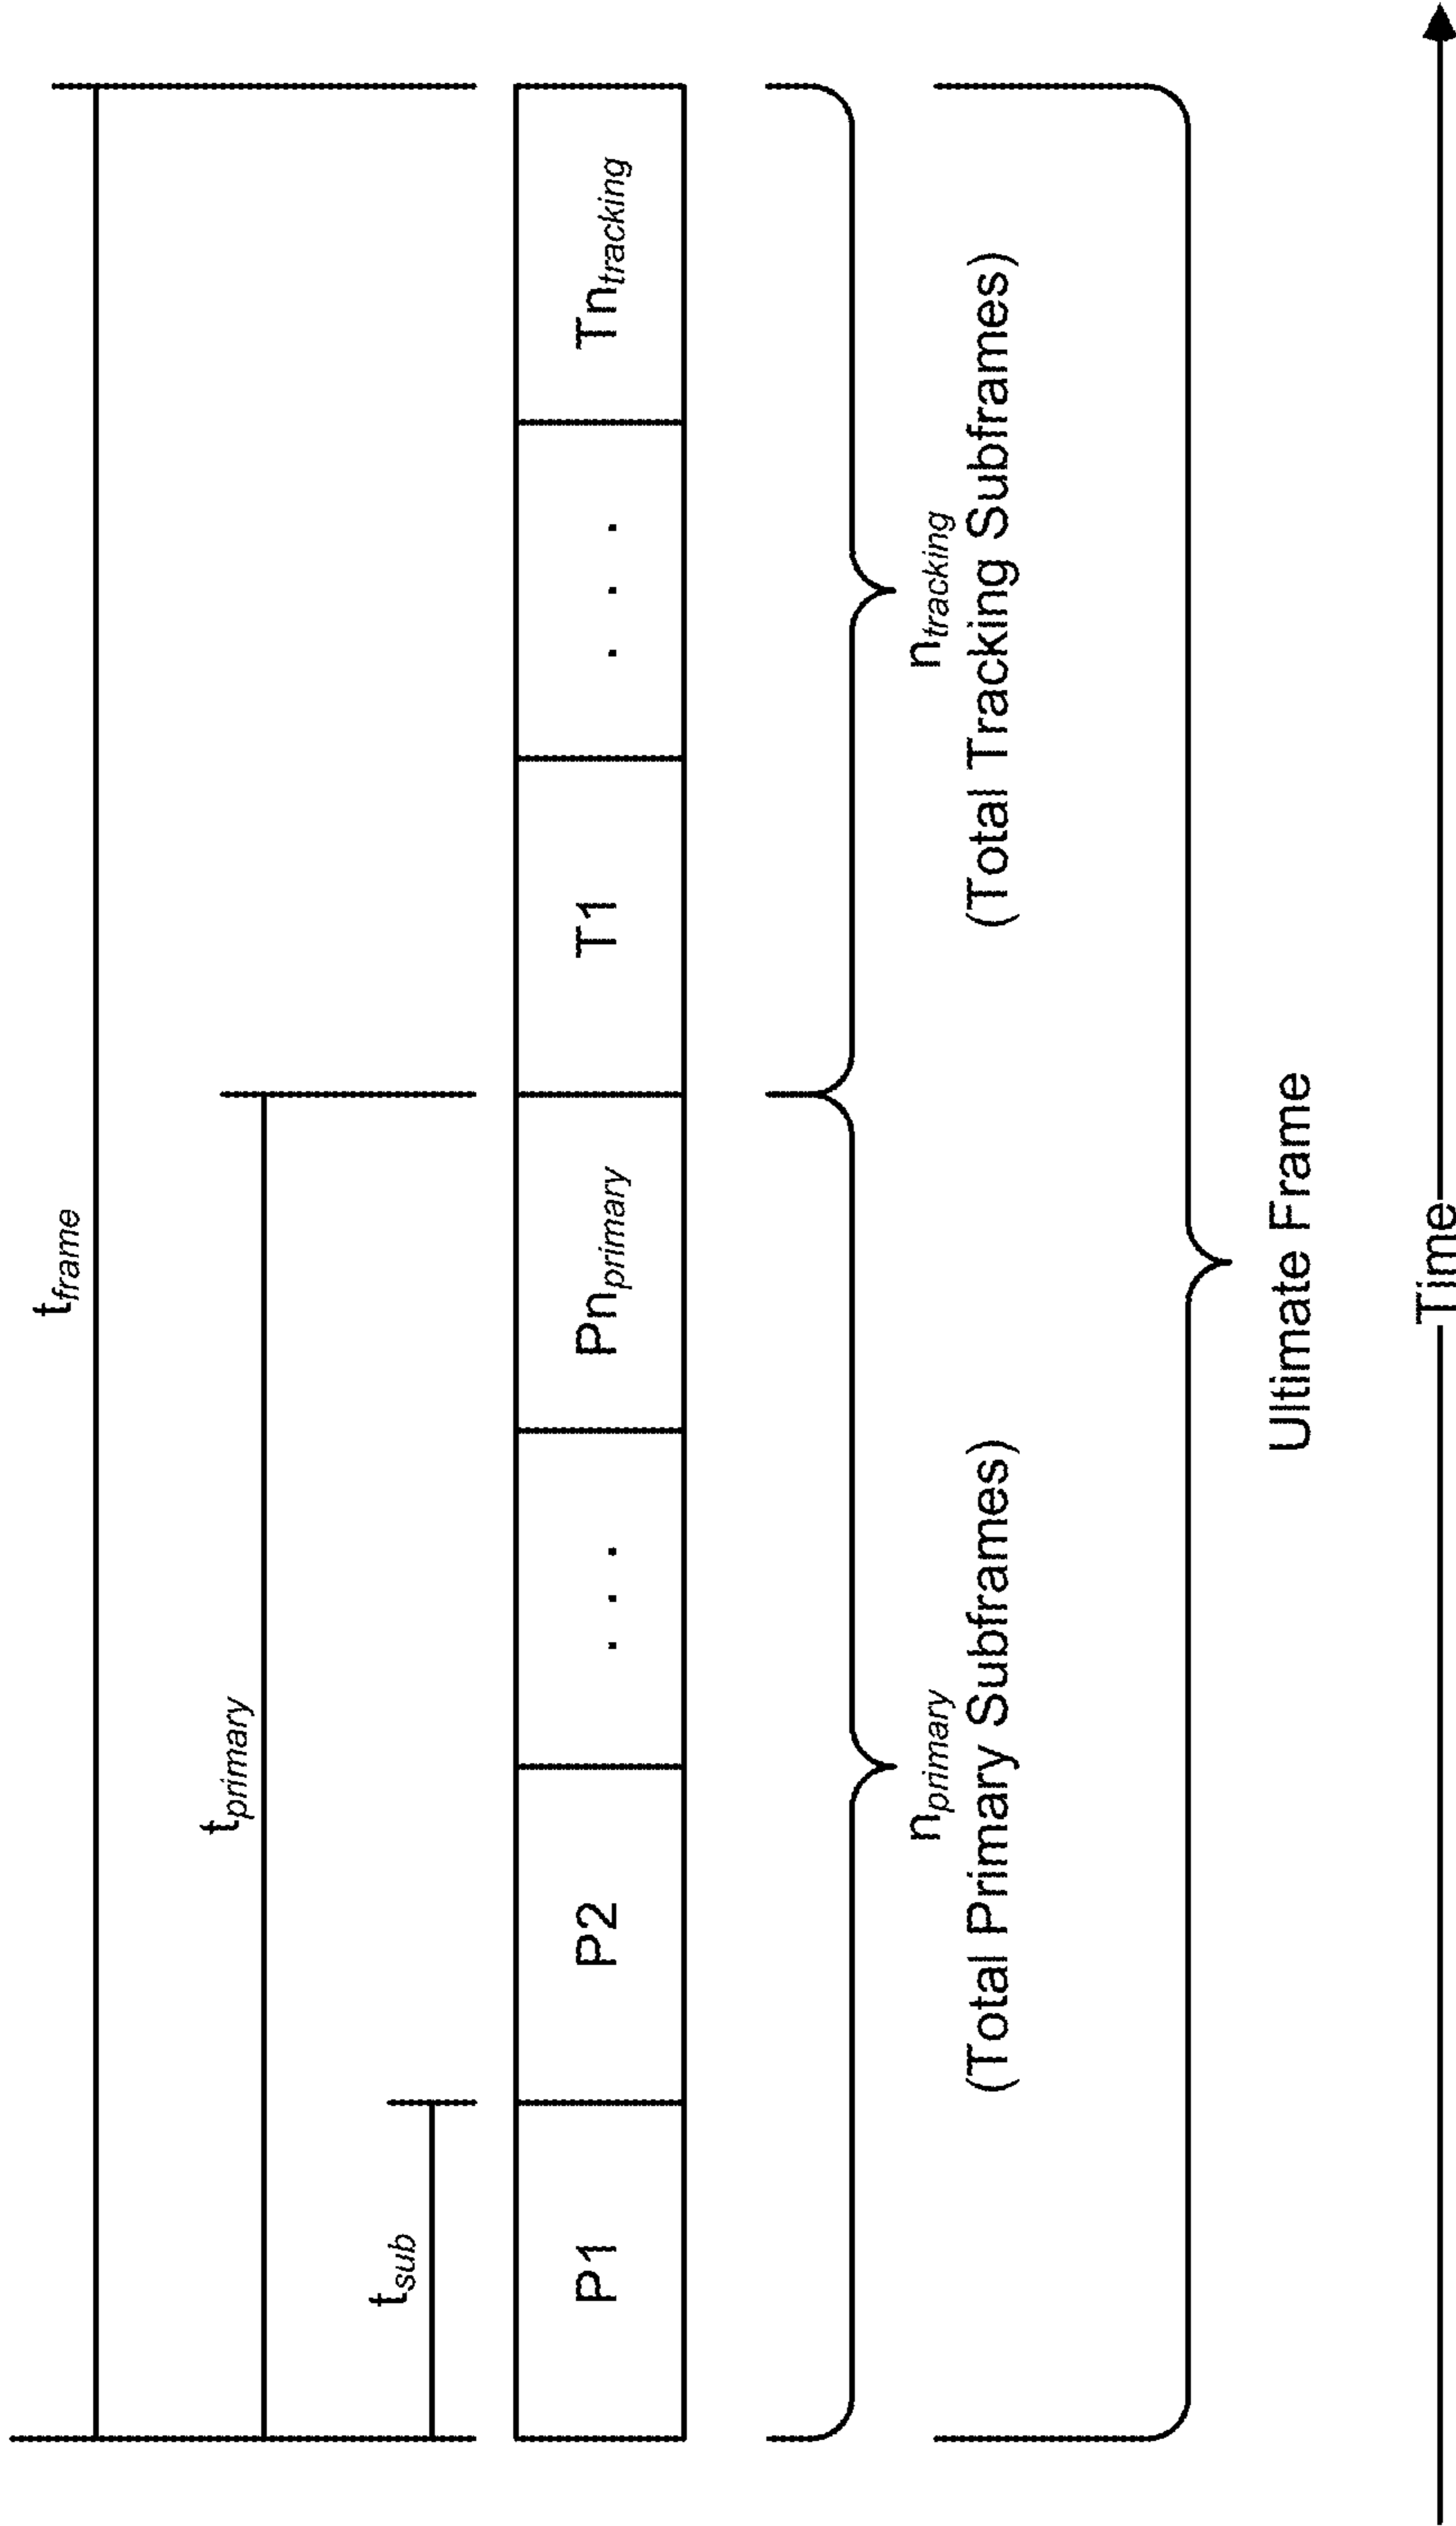 t_frame
t_primary
t_sub
P1 P2 . . . Pn_primary T1 . . . Tn_tracking
n_primary n_tracking
(Total Primary Subframes) (Total Tracking Subframes)
Ultimate Frame
Time